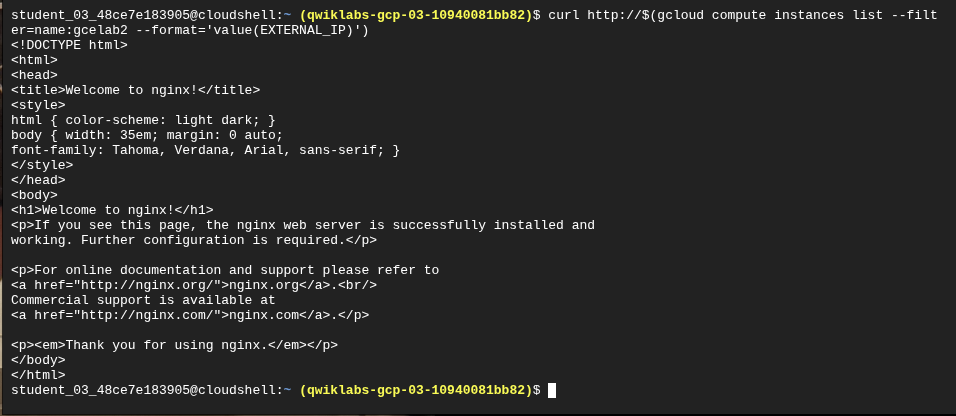 student_03_48ce7e183905@cloudshell:~ (qwiklabs-gcp-03-10940081bb82)$ curl http://$(gcloud compute instances list --filt
er=name:gcelab2 --format='value(EXTERNAL_IP)')
<!DOCTYPE html>
<html>
<head>
<title>Welcome to nginx!</title>
<style>
html { color-scheme: light dark; }
body { width: 35em; margin: 0 auto;
font-family: Tahoma, Verdana, Arial, sans-serif; }
</style>
</head>
<body>
<h1>Welcome to nginx!</h1>
<p>If you see this page, the nginx web server is successfully installed and
working. Further configuration is required.</p>

<p>For online documentation and support please refer to
<a href="http://nginx.org/">nginx.org</a>.<br/>
Commercial support is available at
<a href="http://nginx.com/">nginx.com</a>.</p>

<p><em>Thank you for using nginx.</em></p>
</body>
</html>
student_03_48ce7e183905@cloudshell:~ (qwiklabs-gcp-03-10940081bb82)$